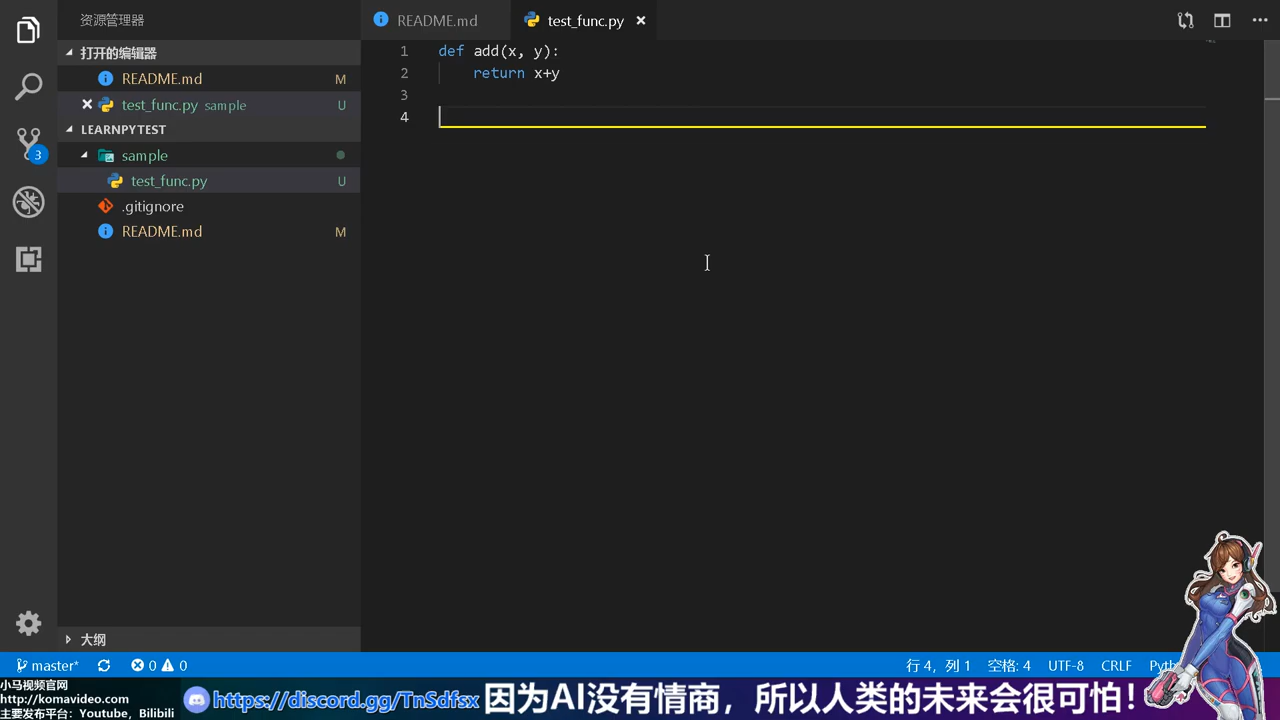 资源管理器
README.md
test_func.py
打开的编辑器
README.md M
test_func.py sample U
LEARNPYTEST
3
sample
test_func.py U
.gitignore
README.md M
大纲
1 def add(x, y):
2 return x+y
3
4
master* 0 0 行 4，列 1 空格: 4 UTF-8 CRLF Pyth
小马视频官网
http://komavideo.com
主要发布平台: Youtube, Bilibili
https://discord.gg/TnSdfsx 因为AI没有情商，所以人类的未来会很可怕！